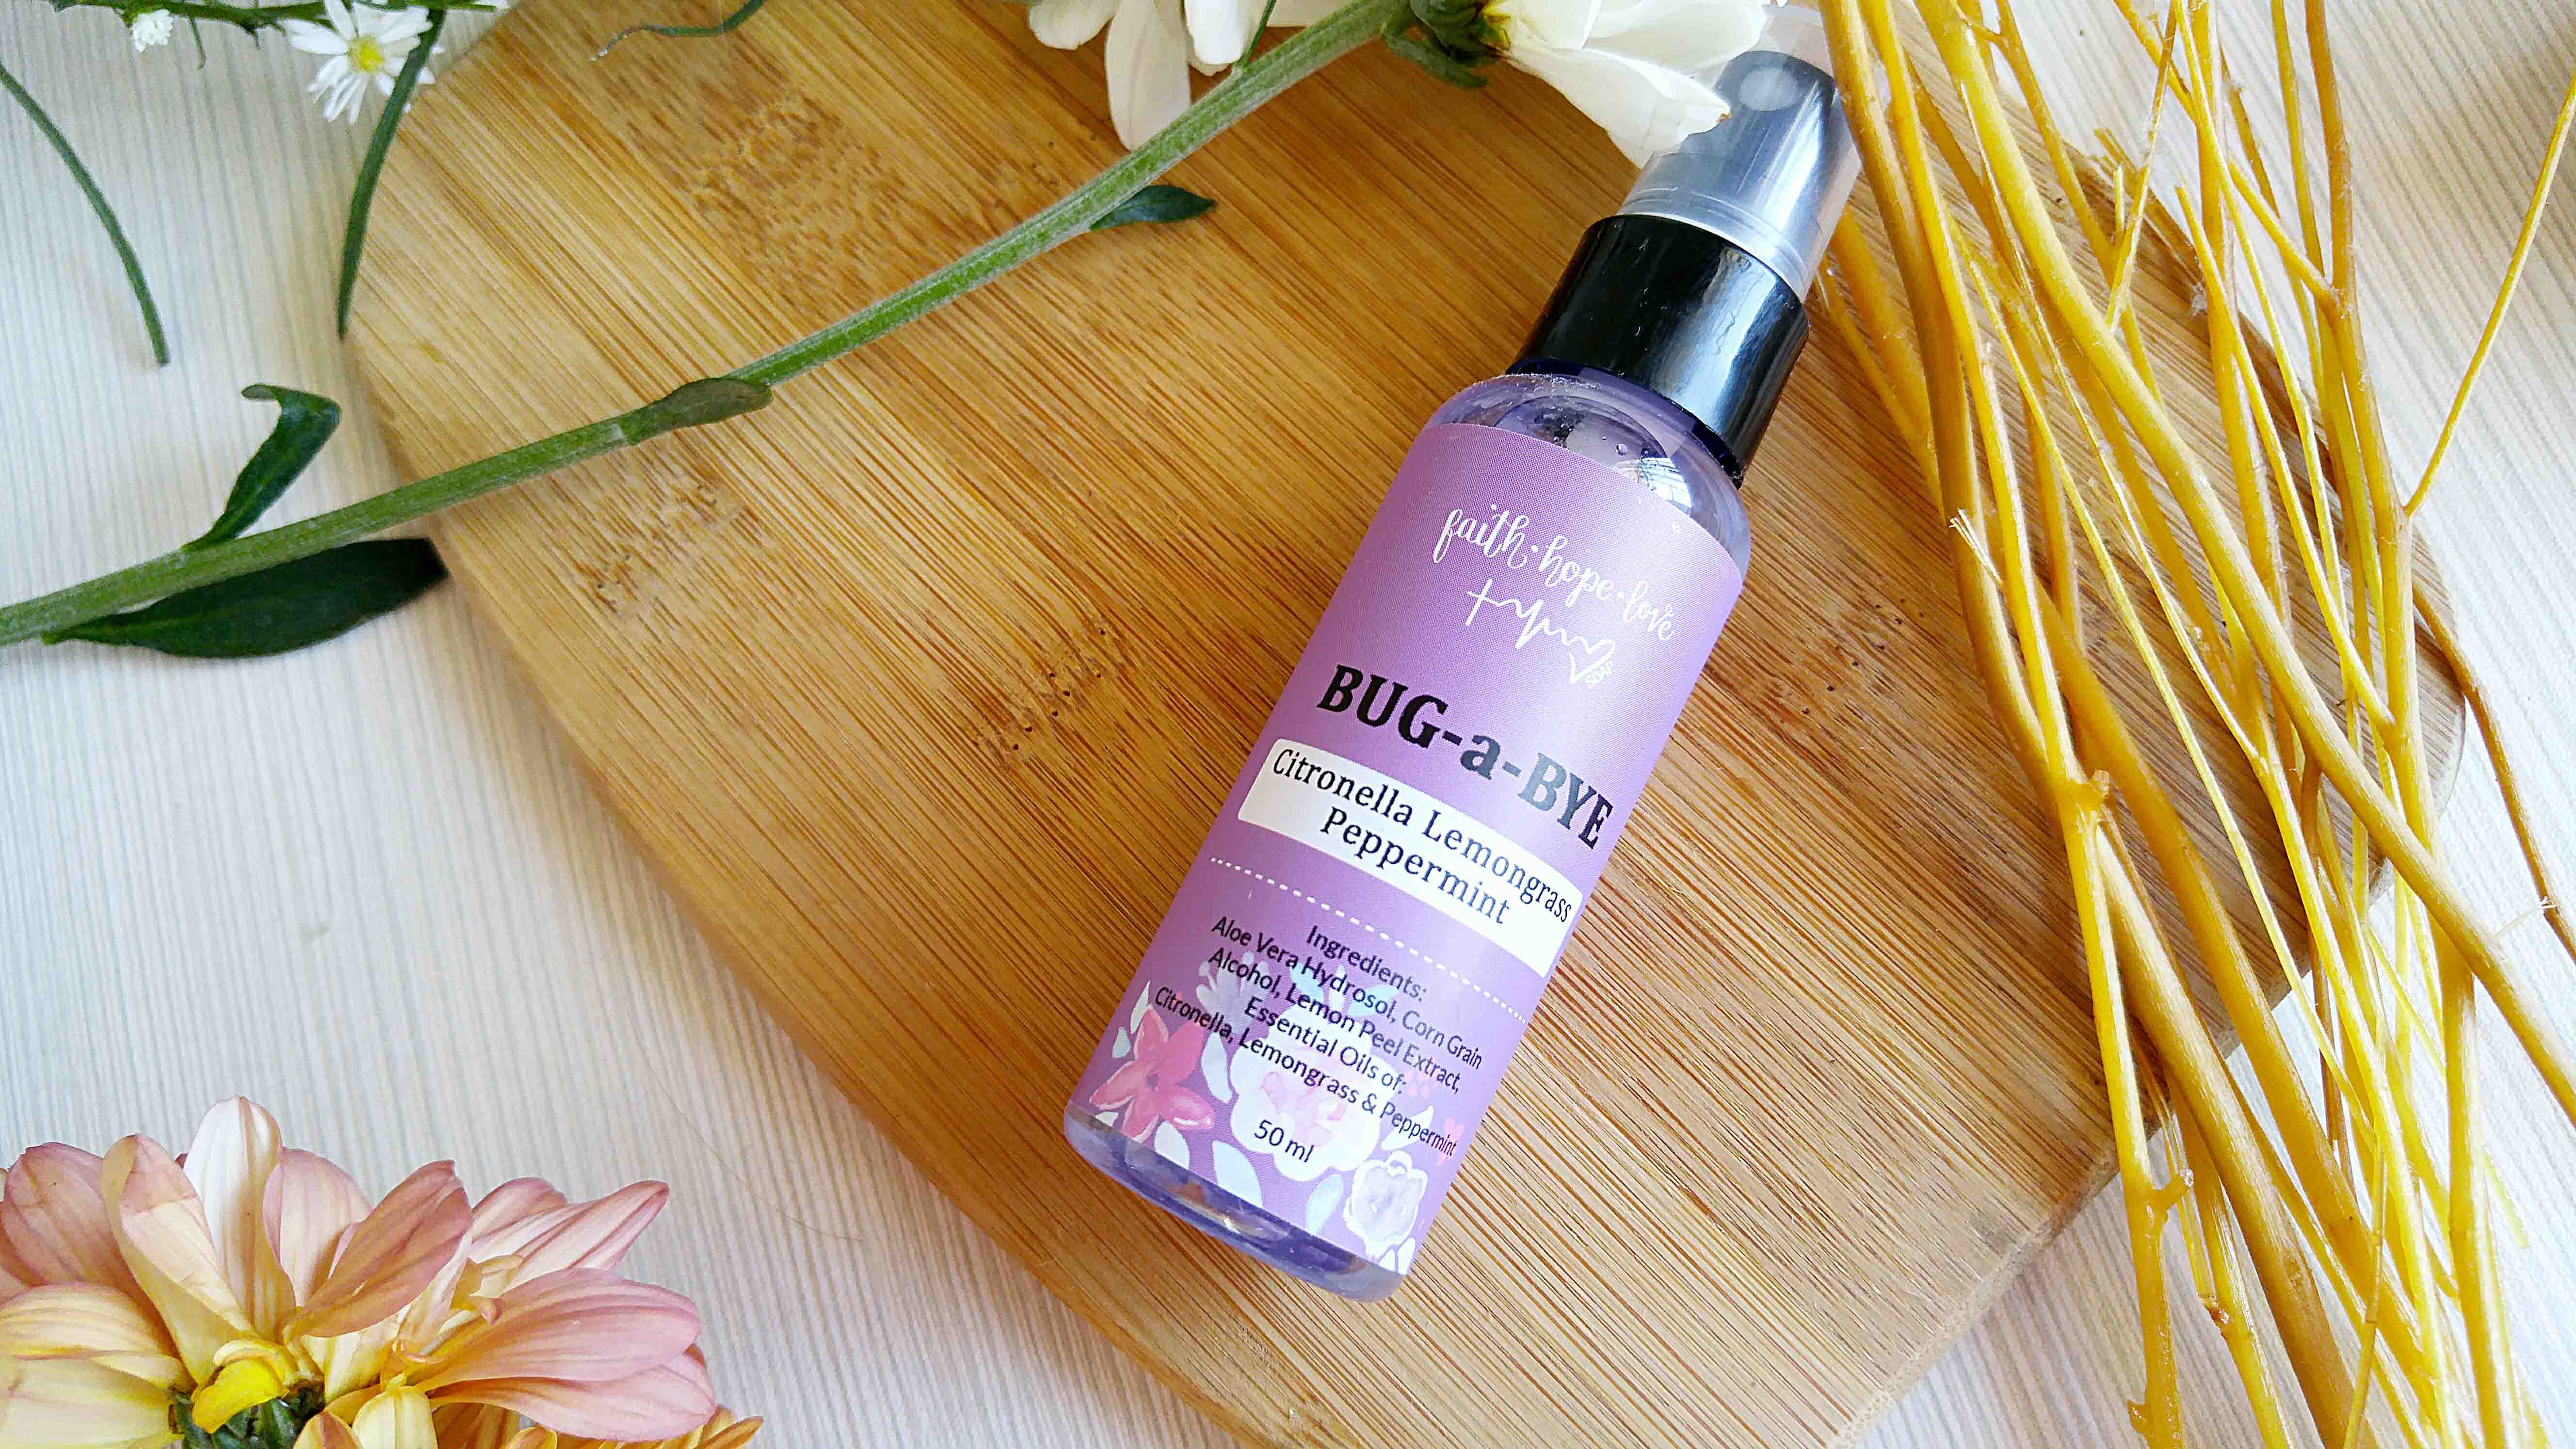 faith·hope·love
SOAPS
BUG-a-BYE
Citronella Lemongrass
Peppermint
Ingredients:
Aloe Vera Hydrosol, Corn Grain
Alcohol, Lemon Peel Extract,
Essential Oils of:
Citronella, Lemongrass & Peppermint
50 ml